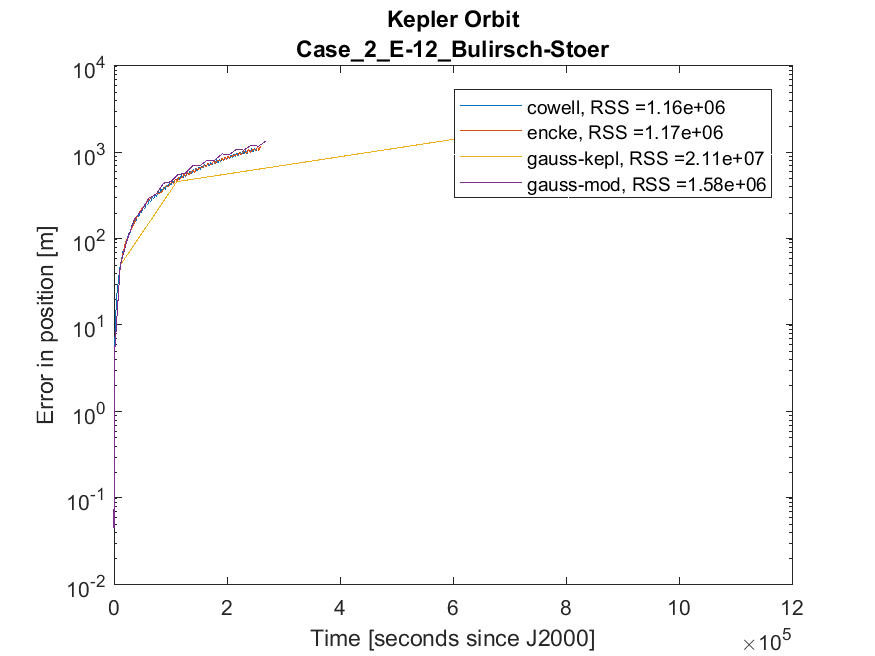 Kepler Orbit
Case_2_E-12_Bulirsch-Stoer
10^4
10^3
10^2
10^1
10^0
10^-1
10^-2
Error in position [m]
cowell, RSS =1.16e+06
encke, RSS =1.17e+06
gauss-kepl, RSS =2.11e+07
gauss-mod, RSS =1.58e+06
0 2 4 6 8 10 12
Time [seconds since J2000]
×10^5